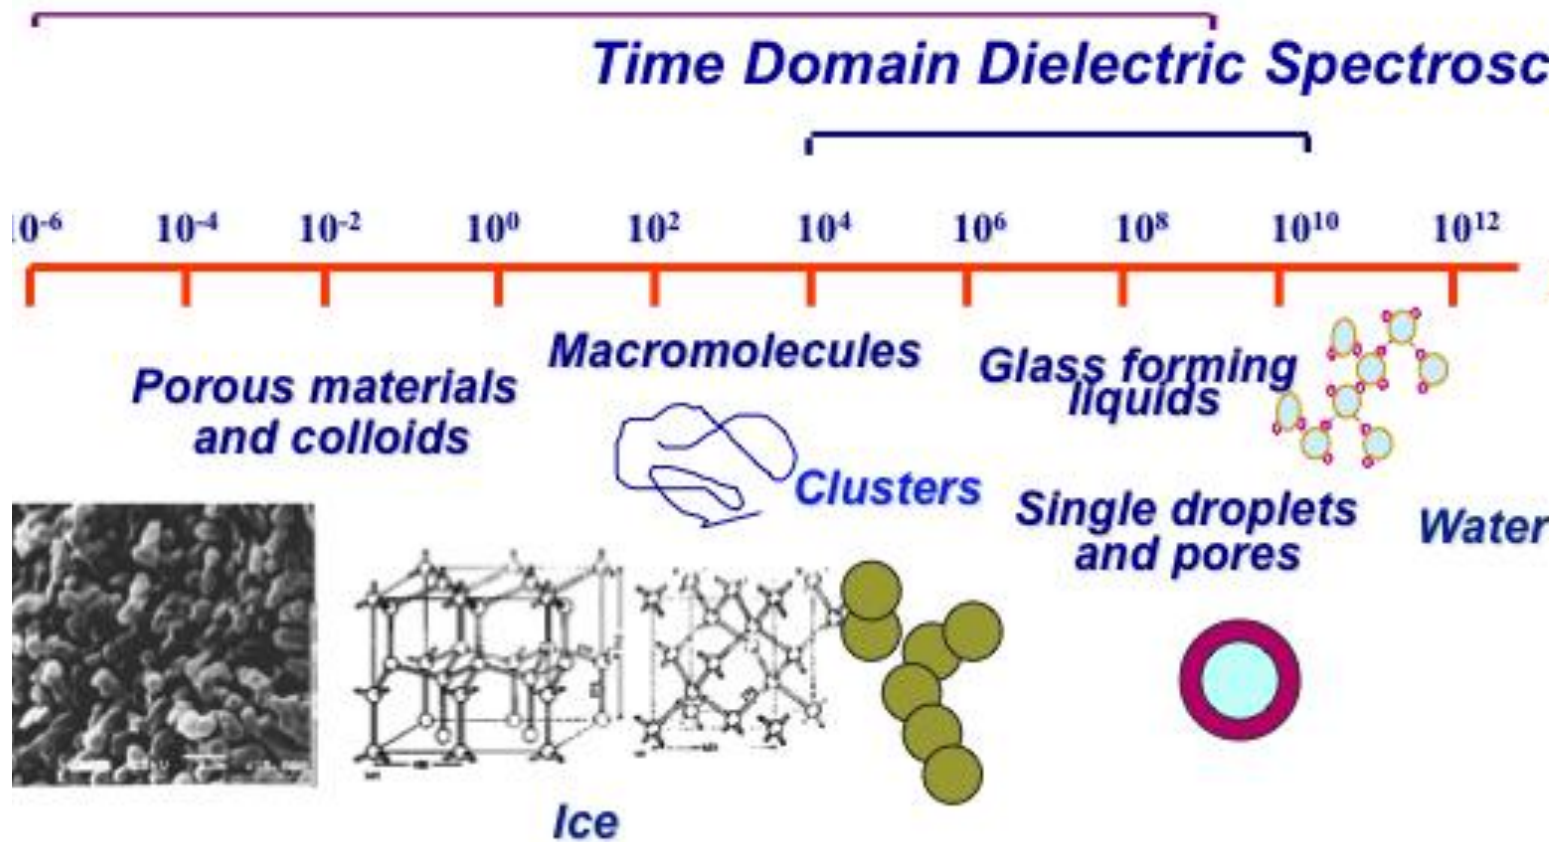 Time Domain Dielectric Spectrosc
10⁻⁶ 10⁻⁴ 10⁻² 10⁰ 10² 10⁴ 10⁶ 10⁸ 10¹⁰ 10¹²
Macromolecules
Glass forming
liquids
Porous materials
and colloids
Clusters
Single droplets
and pores
Water
Ice